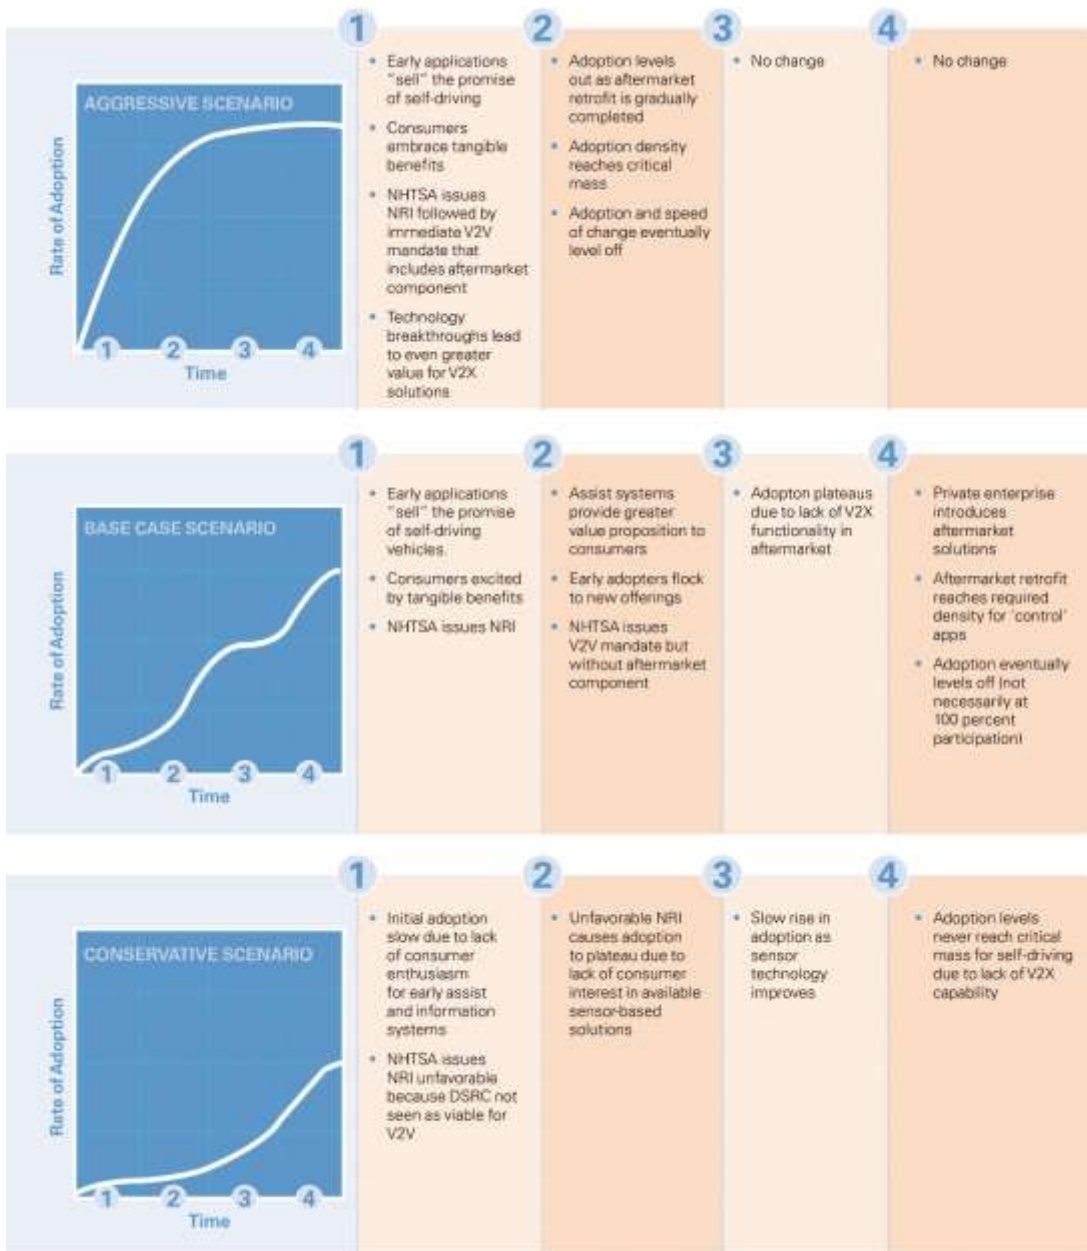 AGGRESSIVE SCENARIO
Rate of Adoption
1
2
3
4
Time
1
• Early applications
“sell” the promise
of self-driving
• Consumers
embrace tangible
benefits
• NHTSA issues
NRI followed by
immediate V2V
mandate that
includes aftermarket
component
• Technology
breakthroughs lead
to even greater
value for V2X
solutions
2
• Adoption levels
out as aftermarket
retrofit is gradually
completed
• Adoption density
reaches critical
mass
• Adoption and speed
of change eventually
level off
3
• No change
4
• No change
BASE CASE SCENARIO
Rate of Adoption
1
2
3
4
Time
1
• Early applications
“sell” the promise
of self-driving
vehicles.
• Consumers excited
by tangible benefits
• NHTSA issues NRI
2
• Assist systems
provide greater
value proposition to
consumers
• Early adopters flock
to new offerings
• NHTSA issues
V2V mandate but
without aftermarket
component
3
• Adopton plateaus
due to lack of V2X
functionality in
aftermarket
4
• Private enterprise
introduces
aftermarket
solutions
• Aftermarket retrofit
reaches required
density for ‘control’
apps
• Adoption eventually
levels off (not
necessarily at
100 percent
participation)
CONSERVATIVE SCENARIO
Rate of Adoption
1
2
3
4
Time
1
• Initial adoption
slow due to lack
of consumer
enthusiasm
for early assist
and information
systems
• NHTSA issues
NRI unfavorable
because DSRC not
seen as viable for
V2V
2
• Unfavorable NRI
causes adoption
to plateau due to
lack of consumer
interest in available
sensor-based
solutions
3
• Slow rise in
adoption as
sensor
technology
improves
4
• Adoption levels
never reach critical
mass for self-driving
due to lack of V2X
capability